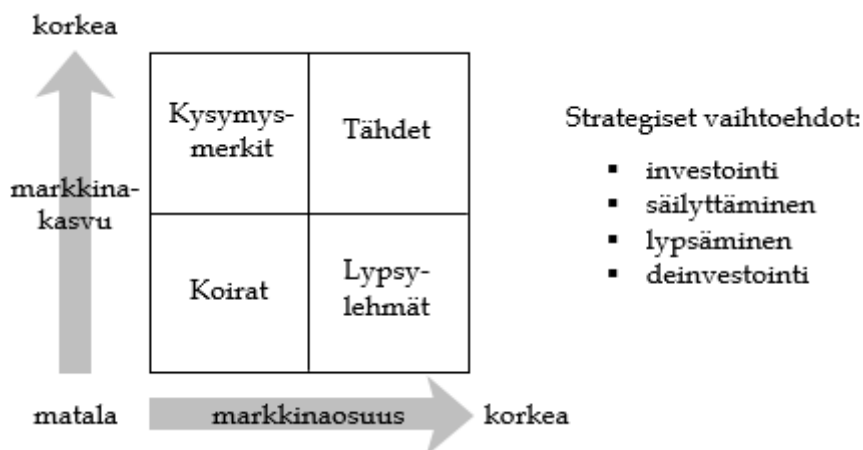 korkea
Kysymys-
merkit
Tähdet
markkina-
kasvu
Koirat
Lypsy-
lehmät
matala
markkinaosuus
korkea
Strategiset vaihtoehdot:
▪ investointi
▪ säilyttäminen
▪ lypsäminen
▪ deinvestointi